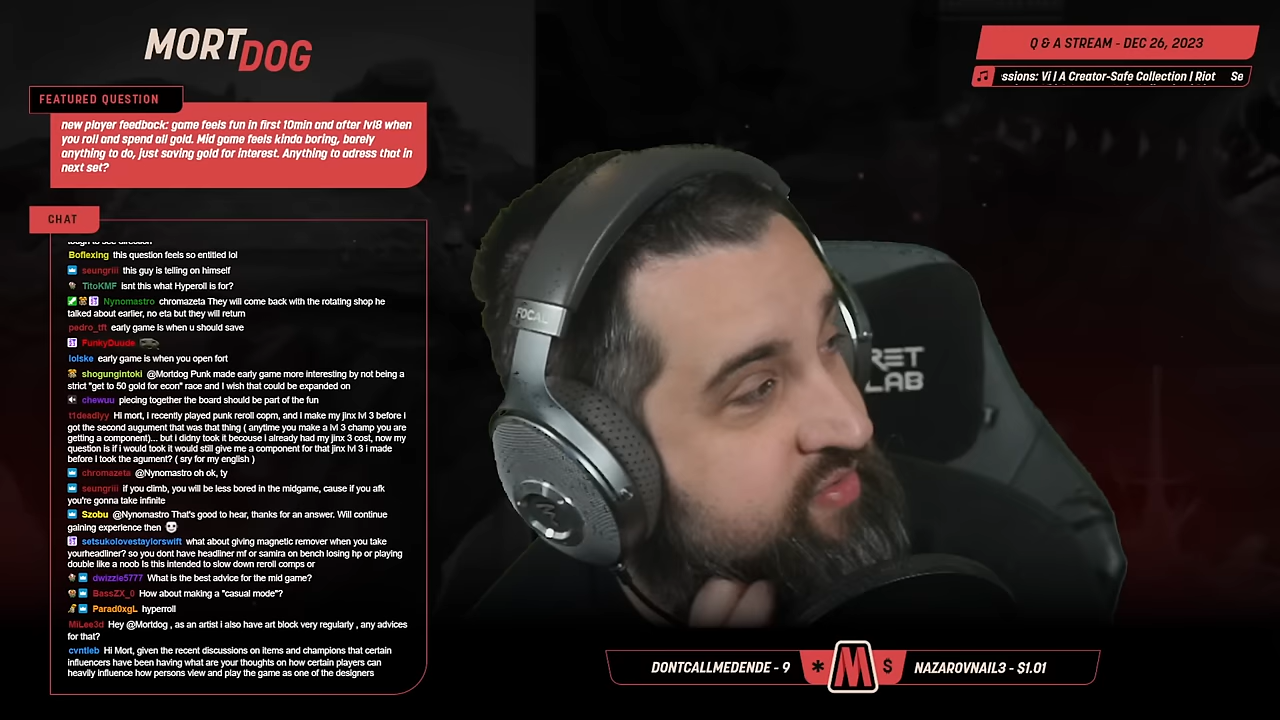 MORTDOG
Q & A STREAM - DEC 26, 2023
ssions: Vi | A Creator-Safe Collection | Riot Se
FEATURED QUESTION
new player feedback: game feels fun in first 10min and after lvl8 when
you roll and spend all gold. Mid game feels kinda boring, barely
anything to do, just saving gold for interest. Anything to adress that in
next set?
CHAT
tough to see direction
Boflexing this question feels so entitled lol
seungriii this guy is telling on himself
TitoKMF isnt this what Hyperoll is for?
Nynomastro chromazeta They will come back with the rotating shop he
talked about earlier, no eta but they will return
pedro_tft early game is when u should save
FunkyDuude
lolske early game is when you open fort
shogungintoki @Mortdog Punk made early game more interesting by not being a
strict "get to 50 gold for econ" race and I wish that could be expanded on
chewuu piecing together the board should be part of the fun
t1deadlyy Hi mort, i recently played punk reroll copm, and i make my jinx lvl 3 before i
got the second augument that was that thing ( anytime you make a lvl 3 champ you are
getting a component)... but i didny took it becouse i already had my jinx 3 cost, now my
question is if i would took it would still give me a component for that jinx lvl 3 i made
before i took the agument? ( sry for my english )
chromazeta @Nynomastro oh ok, ty
seungriii if you climb, you will be less bored in the midgame, cause if you afk
you're gonna take infinite
Szobu @Nynomastro That's good to hear, thanks for an answer. Will continue
gaining experience then
setsukolovestaylorswift what about giving magnetic remover when you take
yourheadliner? so you dont have headliner mf or samira on bench losing hp or playing
double like a noob Is this intended to slow down reroll comps or
dwizzle5777 What is the best advice for the mid game?
BassZX_0 How about making a "casual mode"?
Parad0xgL hyperroll
MiLee3d Hey @Mortdog , as an artist i also have art block very regularly , any advices
for that?
cvntleb Hi Mort, given the recent discussions on items and champions that certain
influencers have been having what are your thoughts on how certain players can
heavily influence how persons view and play the game as one of the designers
FOCAL
RET
LAB
DONTCALLMEDENDE - 9 * M $ NAZAROVNAIL3 - $1.01